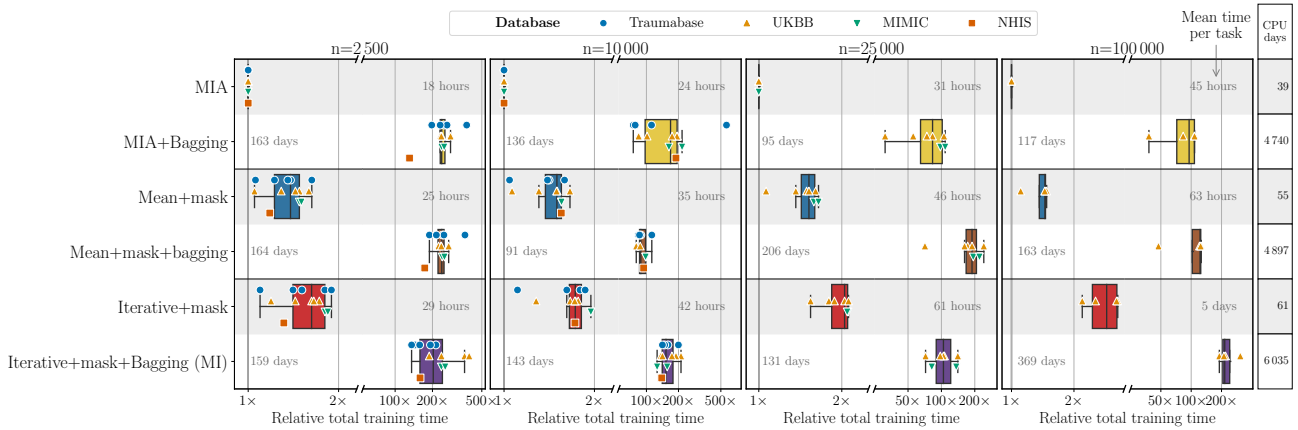 Database Traumabase UKBB MIMIC NHIS
Mean time
per task
CPU
days
n=2 500 n=10 000 n=25 000 n=100 000
MIA 18 hours 24 hours 31 hours 45 hours 39
MIA+Bagging 163 days 136 days 95 days 117 days 4 740
Mean+mask 25 hours 35 hours 46 hours 63 hours 55
Mean+mask+bagging 164 days 91 days 206 days 163 days 4 897
Iterative+mask 29 hours 42 hours 61 hours 5 days 61
Iterative+mask+Bagging (MI) 159 days 143 days 131 days 369 days 6 035
1× 2× 100× 200× 500× 1× 2× 100× 200× 500× 1× 2× 50× 100× 200× 1× 2× 50× 100× 200×
Relative total training time Relative total training time Relative total training time Relative total training time